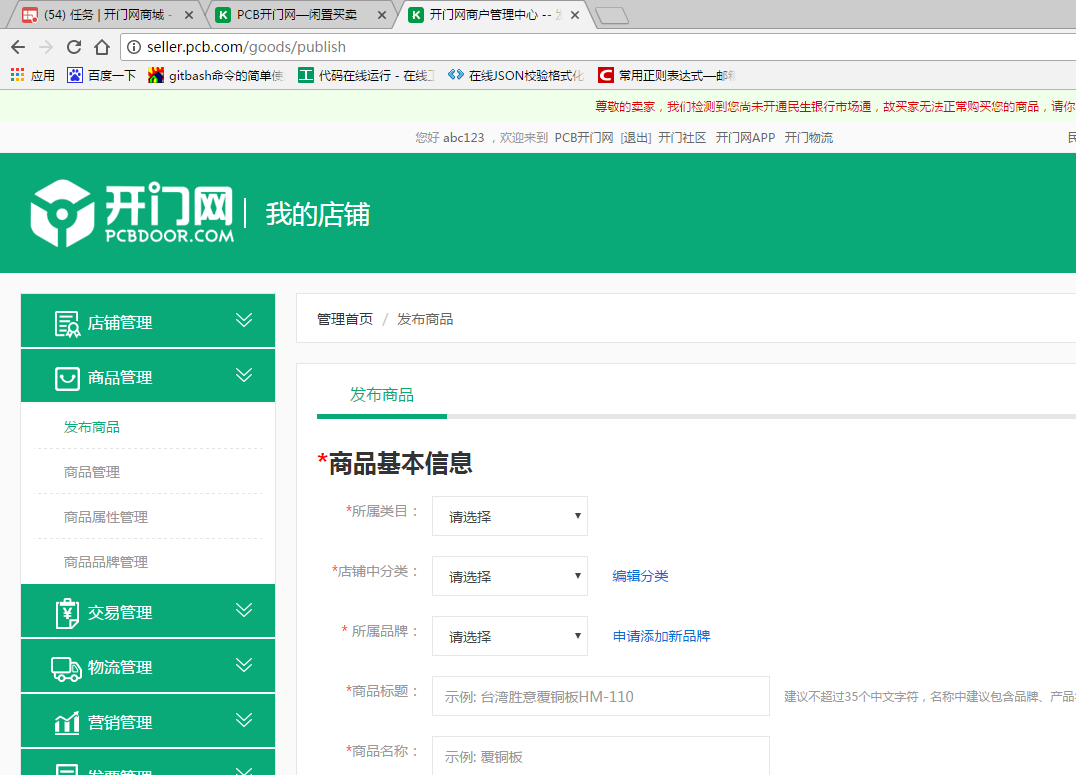 (54) 任务 | 开门网商城 -
PCB开门网—闲置买卖
开门网商户管理中心 --
seller.pcb.com/goods/publish
应用
百度一下
gitbash命令的简单使
代码在线运行 - 在线工
在线JSON校验格式化
常用正则表达式—邮
尊敬的卖家，我们检测到您尚未开通民生银行市场通，故买家无法正常购买您的商品，请你
您好 abc123 ，欢迎来到 PCB开门网 [退出] 开门社区 开门网APP 开门物流
开门网
PCBDOOR.COM
我的店铺
店铺管理
商品管理
发布商品
商品管理
商品属性管理
商品品牌管理
交易管理
物流管理
营销管理
发票管理
管理首页 / 发布商品
发布商品
*商品基本信息
*所属类目： 请选择
*店铺中分类： 请选择 编辑分类
* 所属品牌： 请选择 申请添加新品牌
*商品标题： 示例: 台湾胜意覆铜板HM-110 建议不超过35个中文字符，名称中建议包含品牌、产品
*商品名称： 示例: 覆铜板